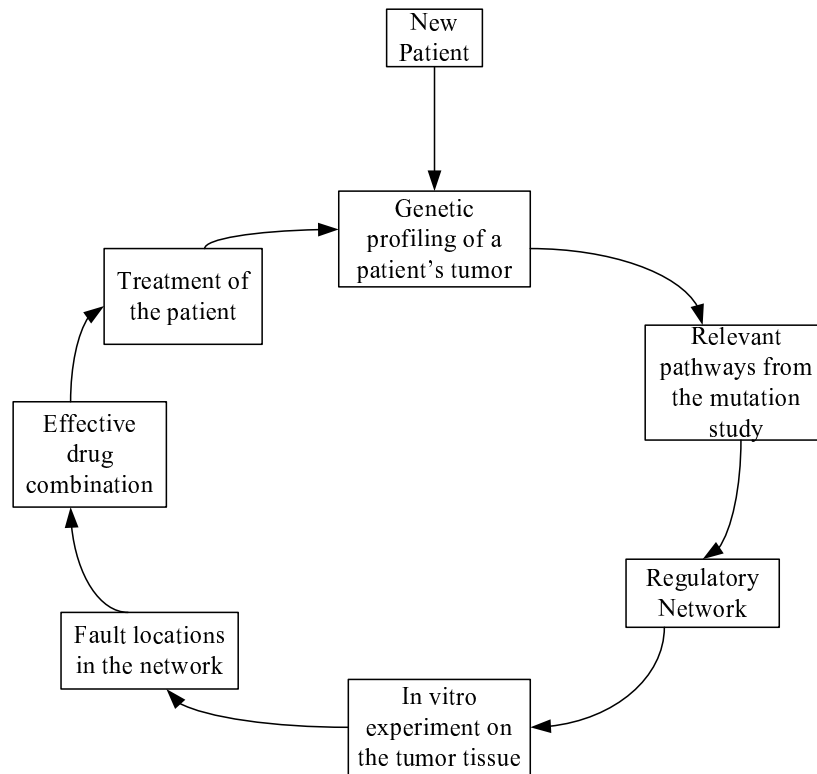 New
Patient
Genetic
profiling of a
patient's tumor
Treatment of
the patient
Relevant
pathways from
the mutation
study
Effective
drug
combination
Regulatory
Network
Fault locations
in the network
In vitro
experiment on
the tumor tissue